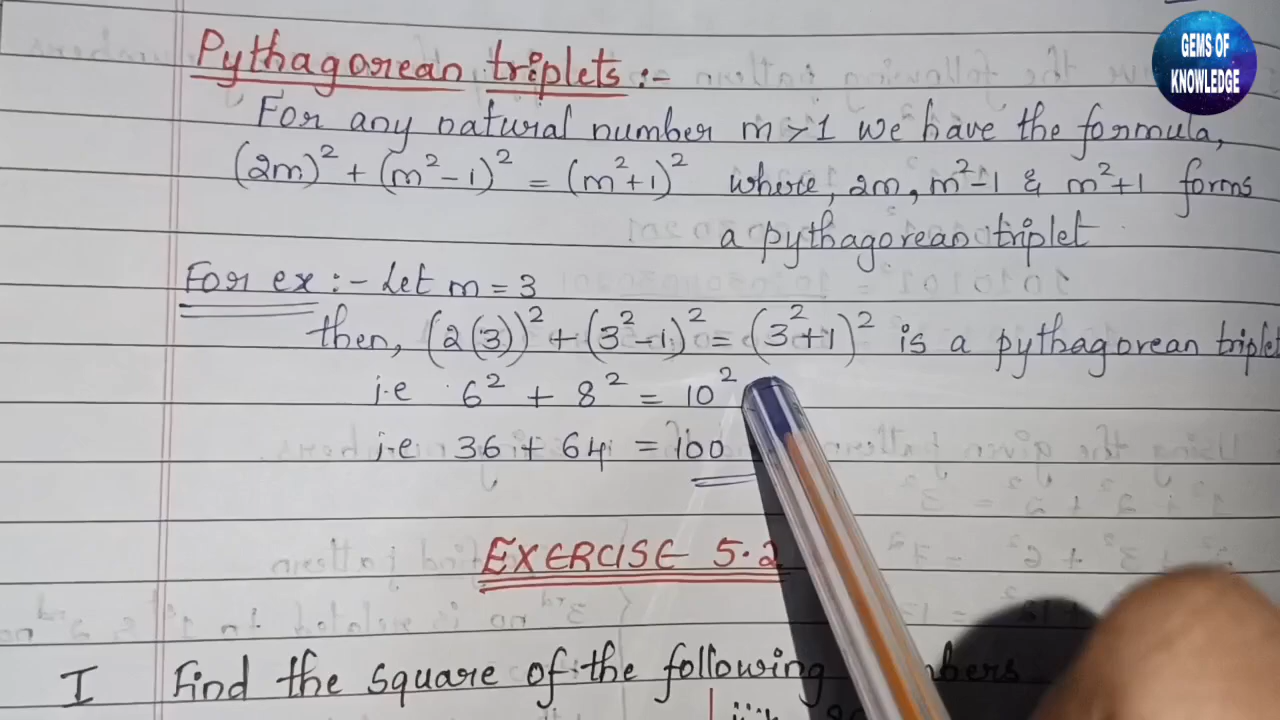 GEMS OF
KNOWLEDGE
Pythagorean triplets :-
For any natural number m > 1 we have the formula,
(2m)² + (m² - 1)² = (m²+1)² where, 2m, m²-1 & m²+1 forms
a pythagorean triplet
For ex :- Let m = 3
then, (2(3))² + (3²-1)² = (3²+1)² is a pythagorean triplet
i.e 6² + 8² = 10²
i.e 36 + 64 = 100
EXERCISE 5.2
I Find the square of the following